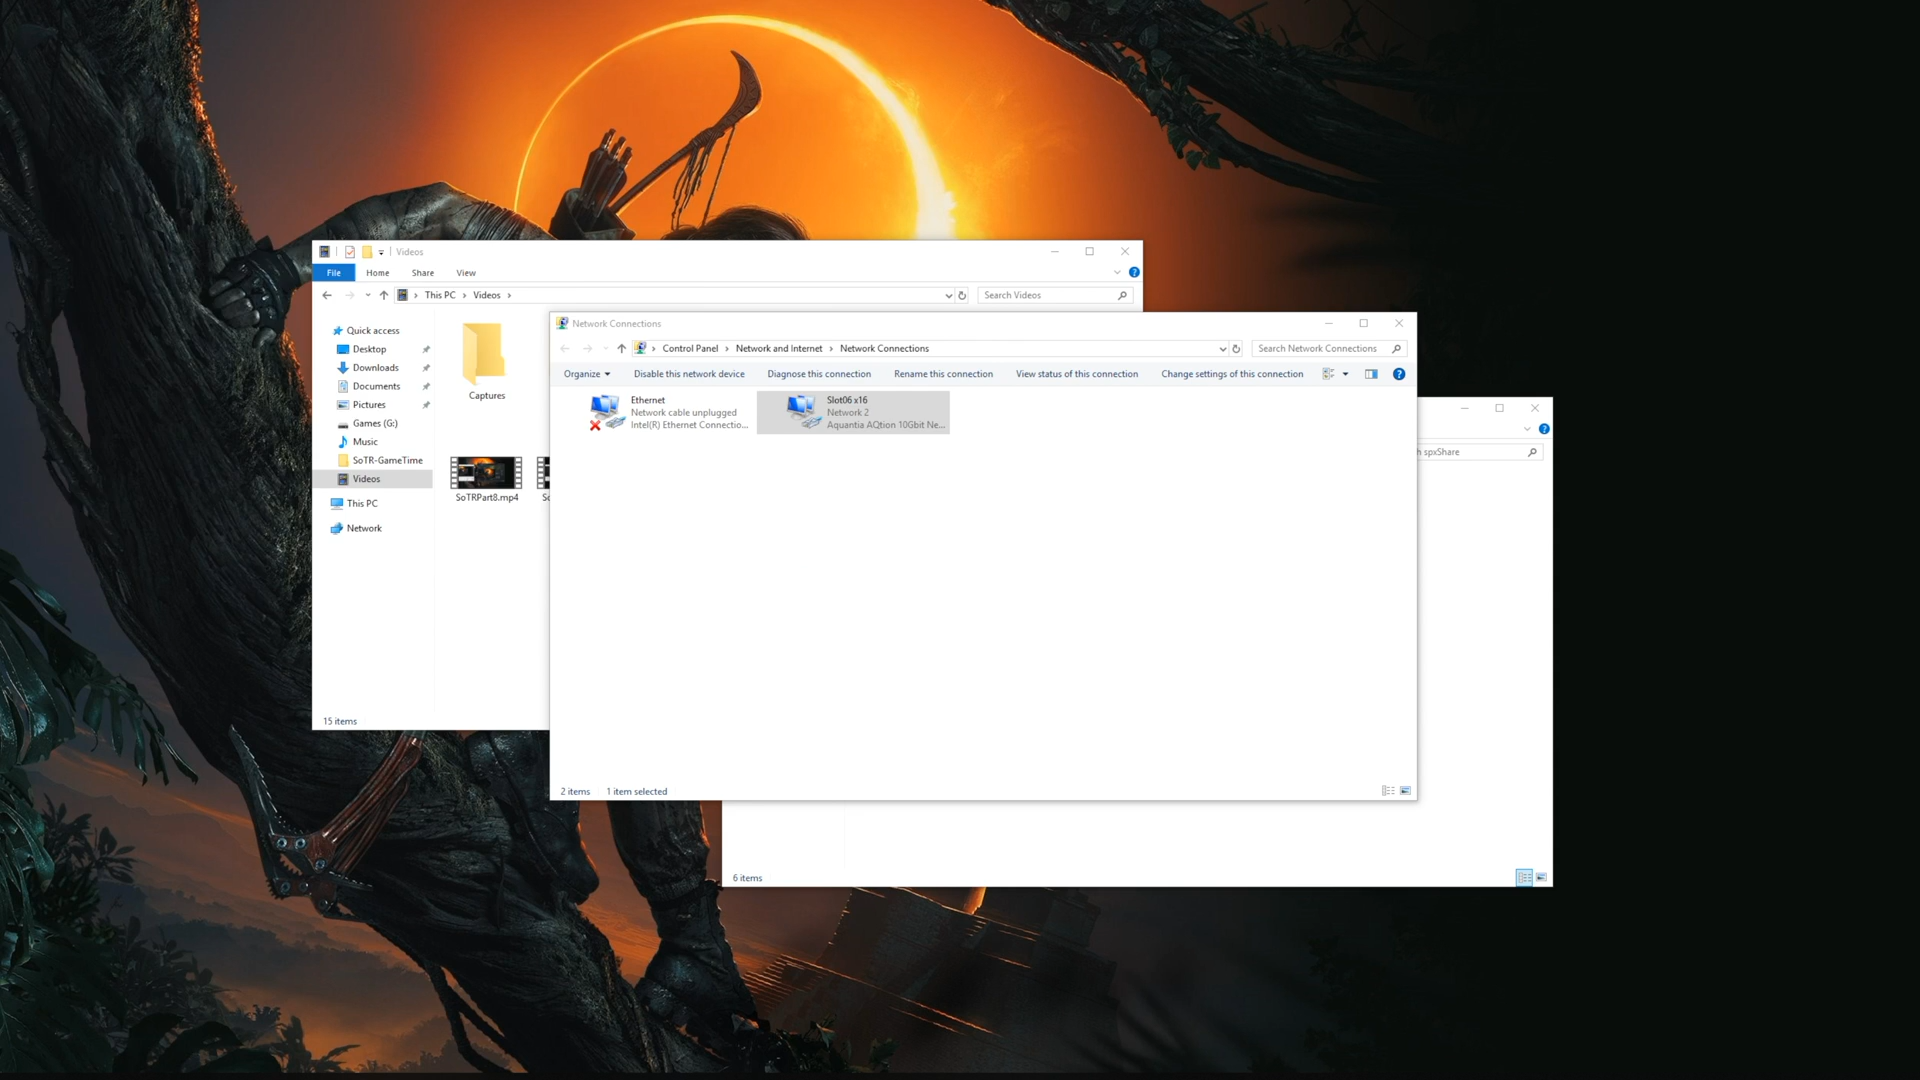 Videos
File Home Share View
This PC Videos
Search Videos
Quick access
Desktop
Downloads
Documents
Pictures
Games (G:)
Music
SoTR-GameTime
Videos
This PC
Network
Captures
SoTRPart8.mp4
15 items
Network Connections
Control Panel Network and Internet Network Connections
Search Network Connections
Organize Disable this network device Diagnose this connection Rename this connection View status of this connection Change settings of this connection
Ethernet
Network cable unplugged
Intel(R) Ethernet Connectio...
Slot06 x16
Network 2
Aquantia AQtion 10Gbit Ne...
2 items 1 item selected
spxShare
6 items